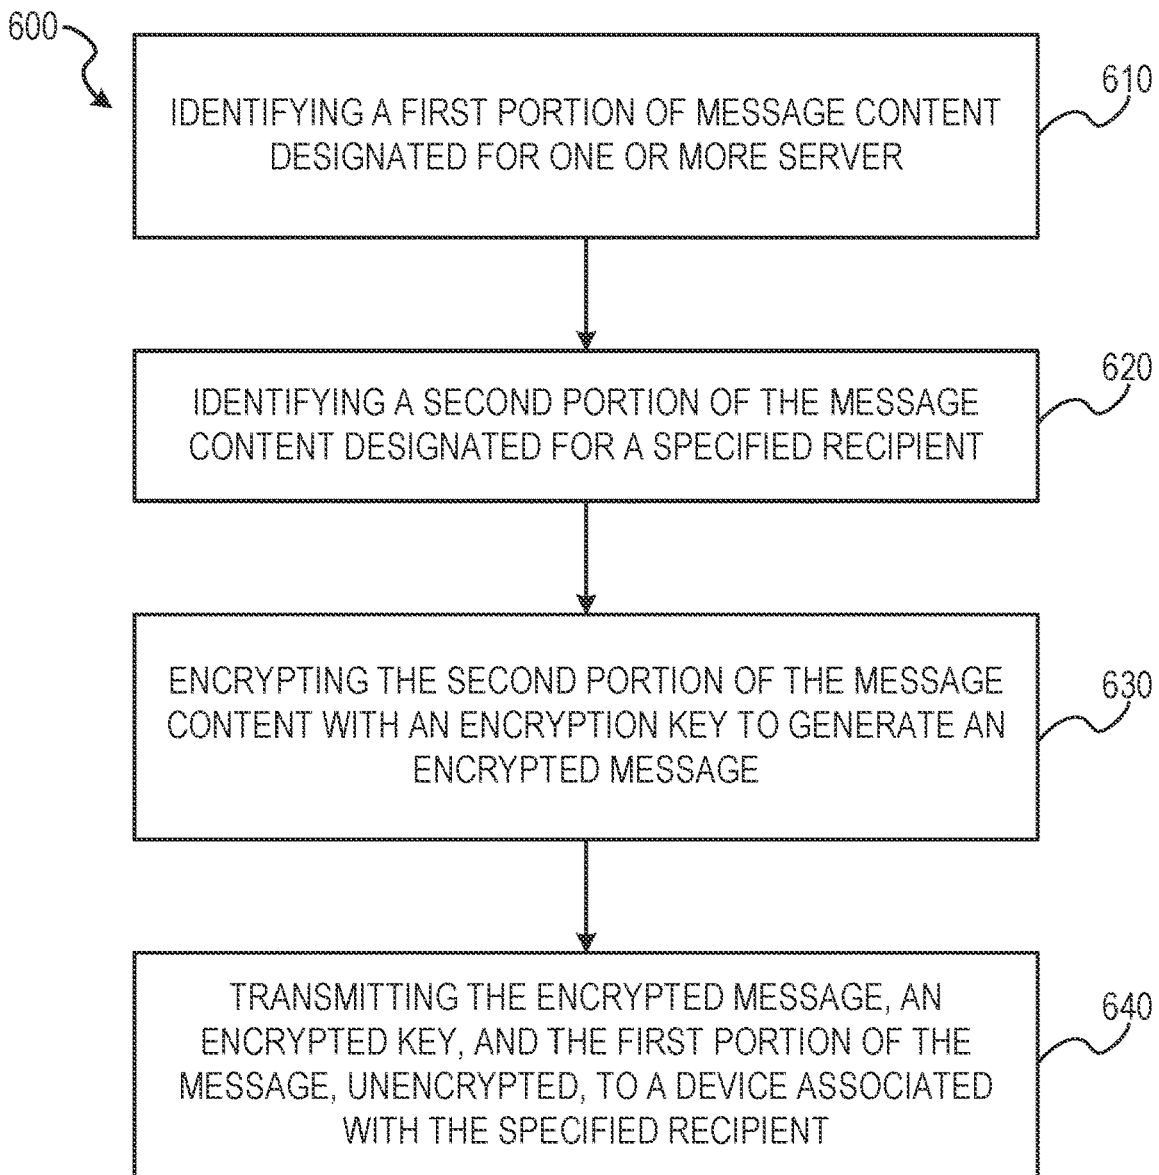 600
610
IDENTIFYING A FIRST PORTION OF MESSAGE CONTENT
DESIGNATED FOR ONE OR MORE SERVER
620
IDENTIFYING A SECOND PORTION OF THE MESSAGE
CONTENT DESIGNATED FOR A SPECIFIED RECIPIENT
630
ENCRYPTING THE SECOND PORTION OF THE MESSAGE
CONTENT WITH AN ENCRYPTION KEY TO GENERATE AN
ENCRYPTED MESSAGE
640
TRANSMITTING THE ENCRYPTED MESSAGE, AN
ENCRYPTED KEY, AND THE FIRST PORTION OF THE
MESSAGE, UNENCRYPTED, TO A DEVICE ASSOCIATED
WITH THE SPECIFIED RECIPIENT